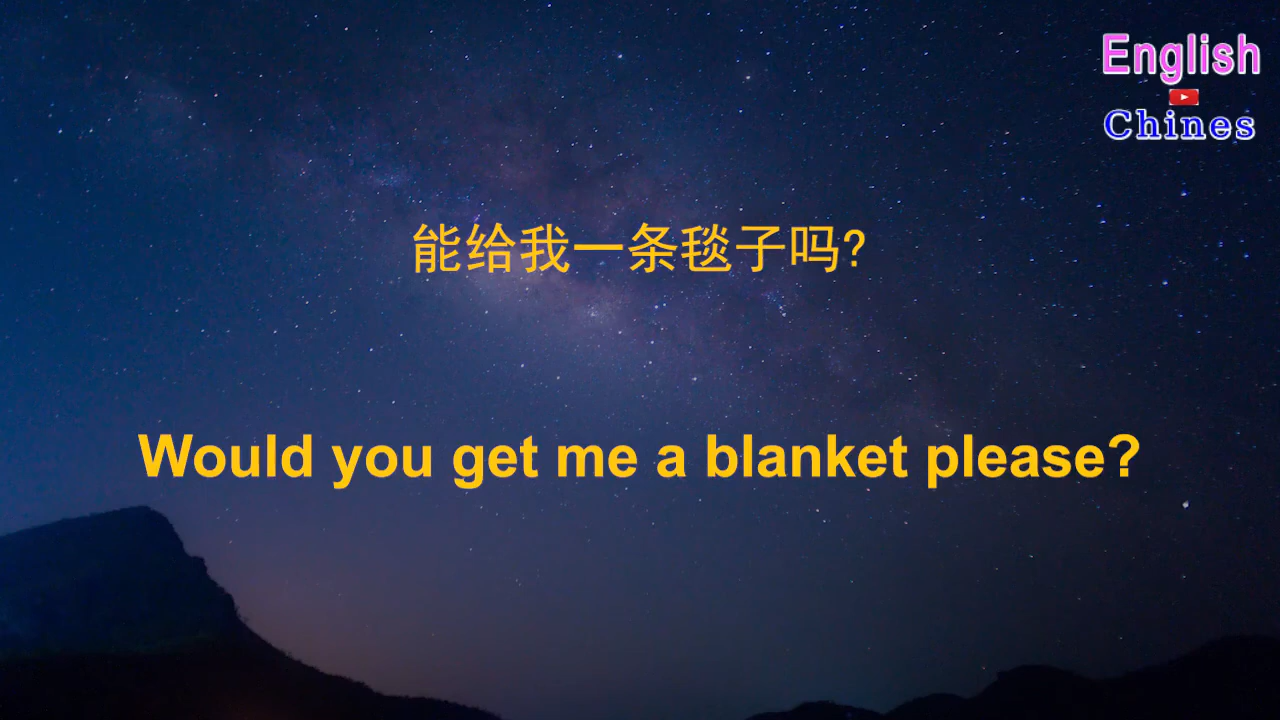 English
Chines
能给我一条毯子吗?
Would you get me a blanket please?